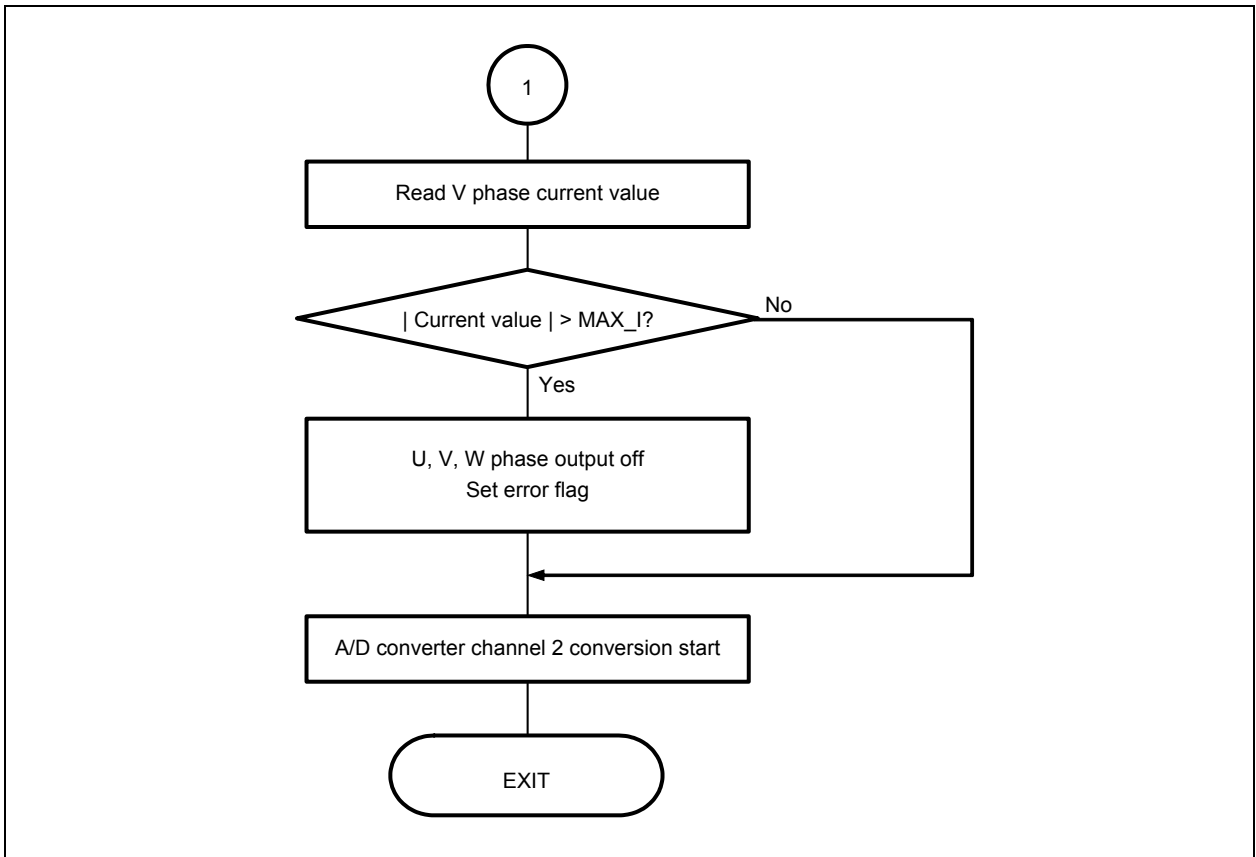 1
Read V phase current value
| Current value | > MAX_I?
No
Yes
U, V, W phase output off
Set error flag
A/D converter channel 2 conversion start
EXIT